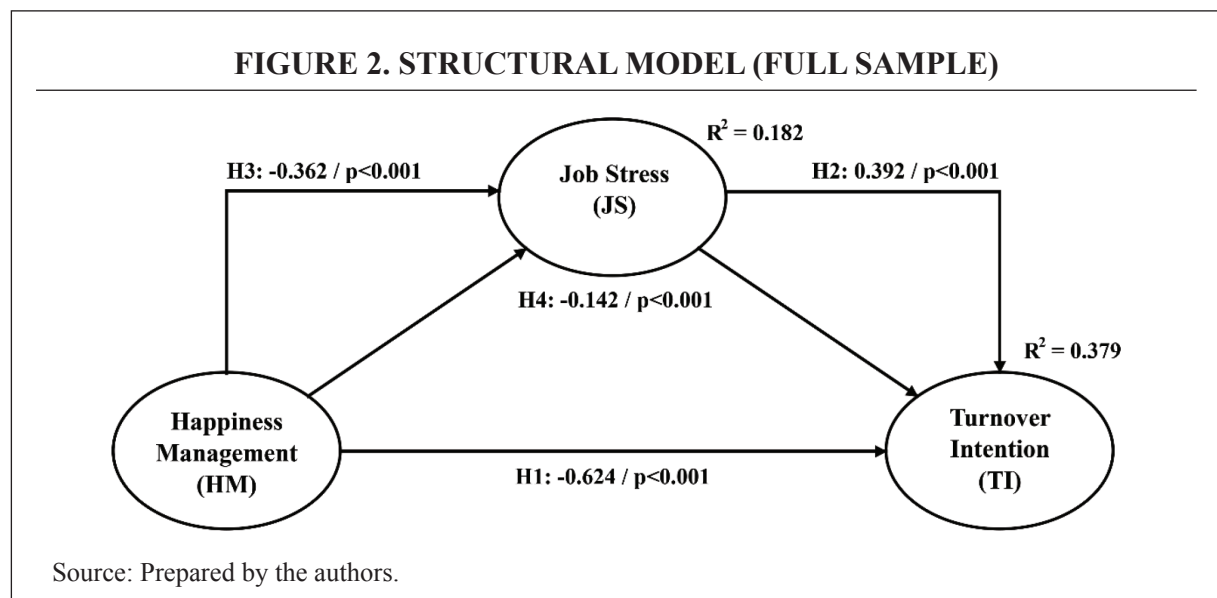 FIGURE 2. STRUCTURAL MODEL (FULL SAMPLE)
R² = 0.182
H3: -0.362 / p<0.001
Job Stress
(JS)
H2: 0.392 / p<0.001
H4: -0.142 / p<0.001
R² = 0.379
Happiness
Management
(HM)
Turnover
Intention
(TI)
H1: -0.624 / p<0.001
Source: Prepared by the authors.